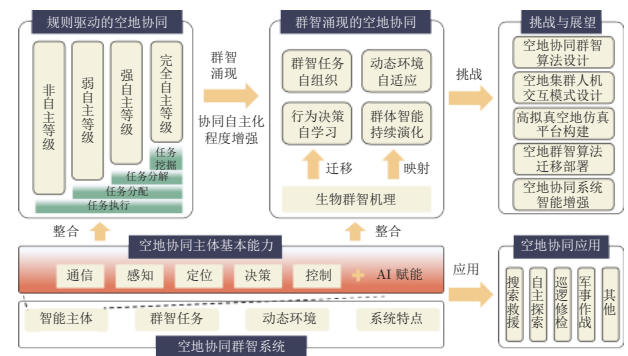 规则驱动的空地协同
非自主等级
弱自主等级
强自主等级
完全自主等级
任务
挖掘
任务分解
任务分配
任务执行
群智
涌现
协同自主化
程度增强
群智涌现的空地协同
群智任务
自组织
动态环境
自适应
行为决策
自学习
群体智能
持续演化
迁移
映射
生物群智机理
挑战
挑战与展望
空地协同群智
算法设计
空地集群人机
交互模式设计
高拟真空地仿真
平台构建
空地群智算法
迁移部署
空地协同系统
智能增强
整合
整合
空地协同主体基本能力
通信
感知
定位
决策
控制
+
AI 赋能
应用
智能主体
群智任务
动态环境
系统特点
空地协同群智系统
空地协同应用
搜索救援
自主探索
巡逻修检
军事作战
其他